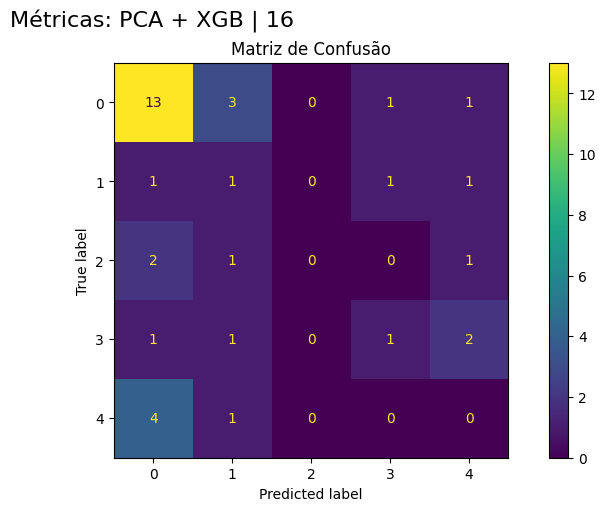 Métricas: PCA + XGB | 16
Matriz de Confusão
0 13 3 0 1 1
1 1 1 0 1 1
2 2 1 0 0 1
3 1 1 0 1 2
4 4 1 0 0 0
0 1 2 3 4
True label
Predicted label
12
10
8
6
4
2
0